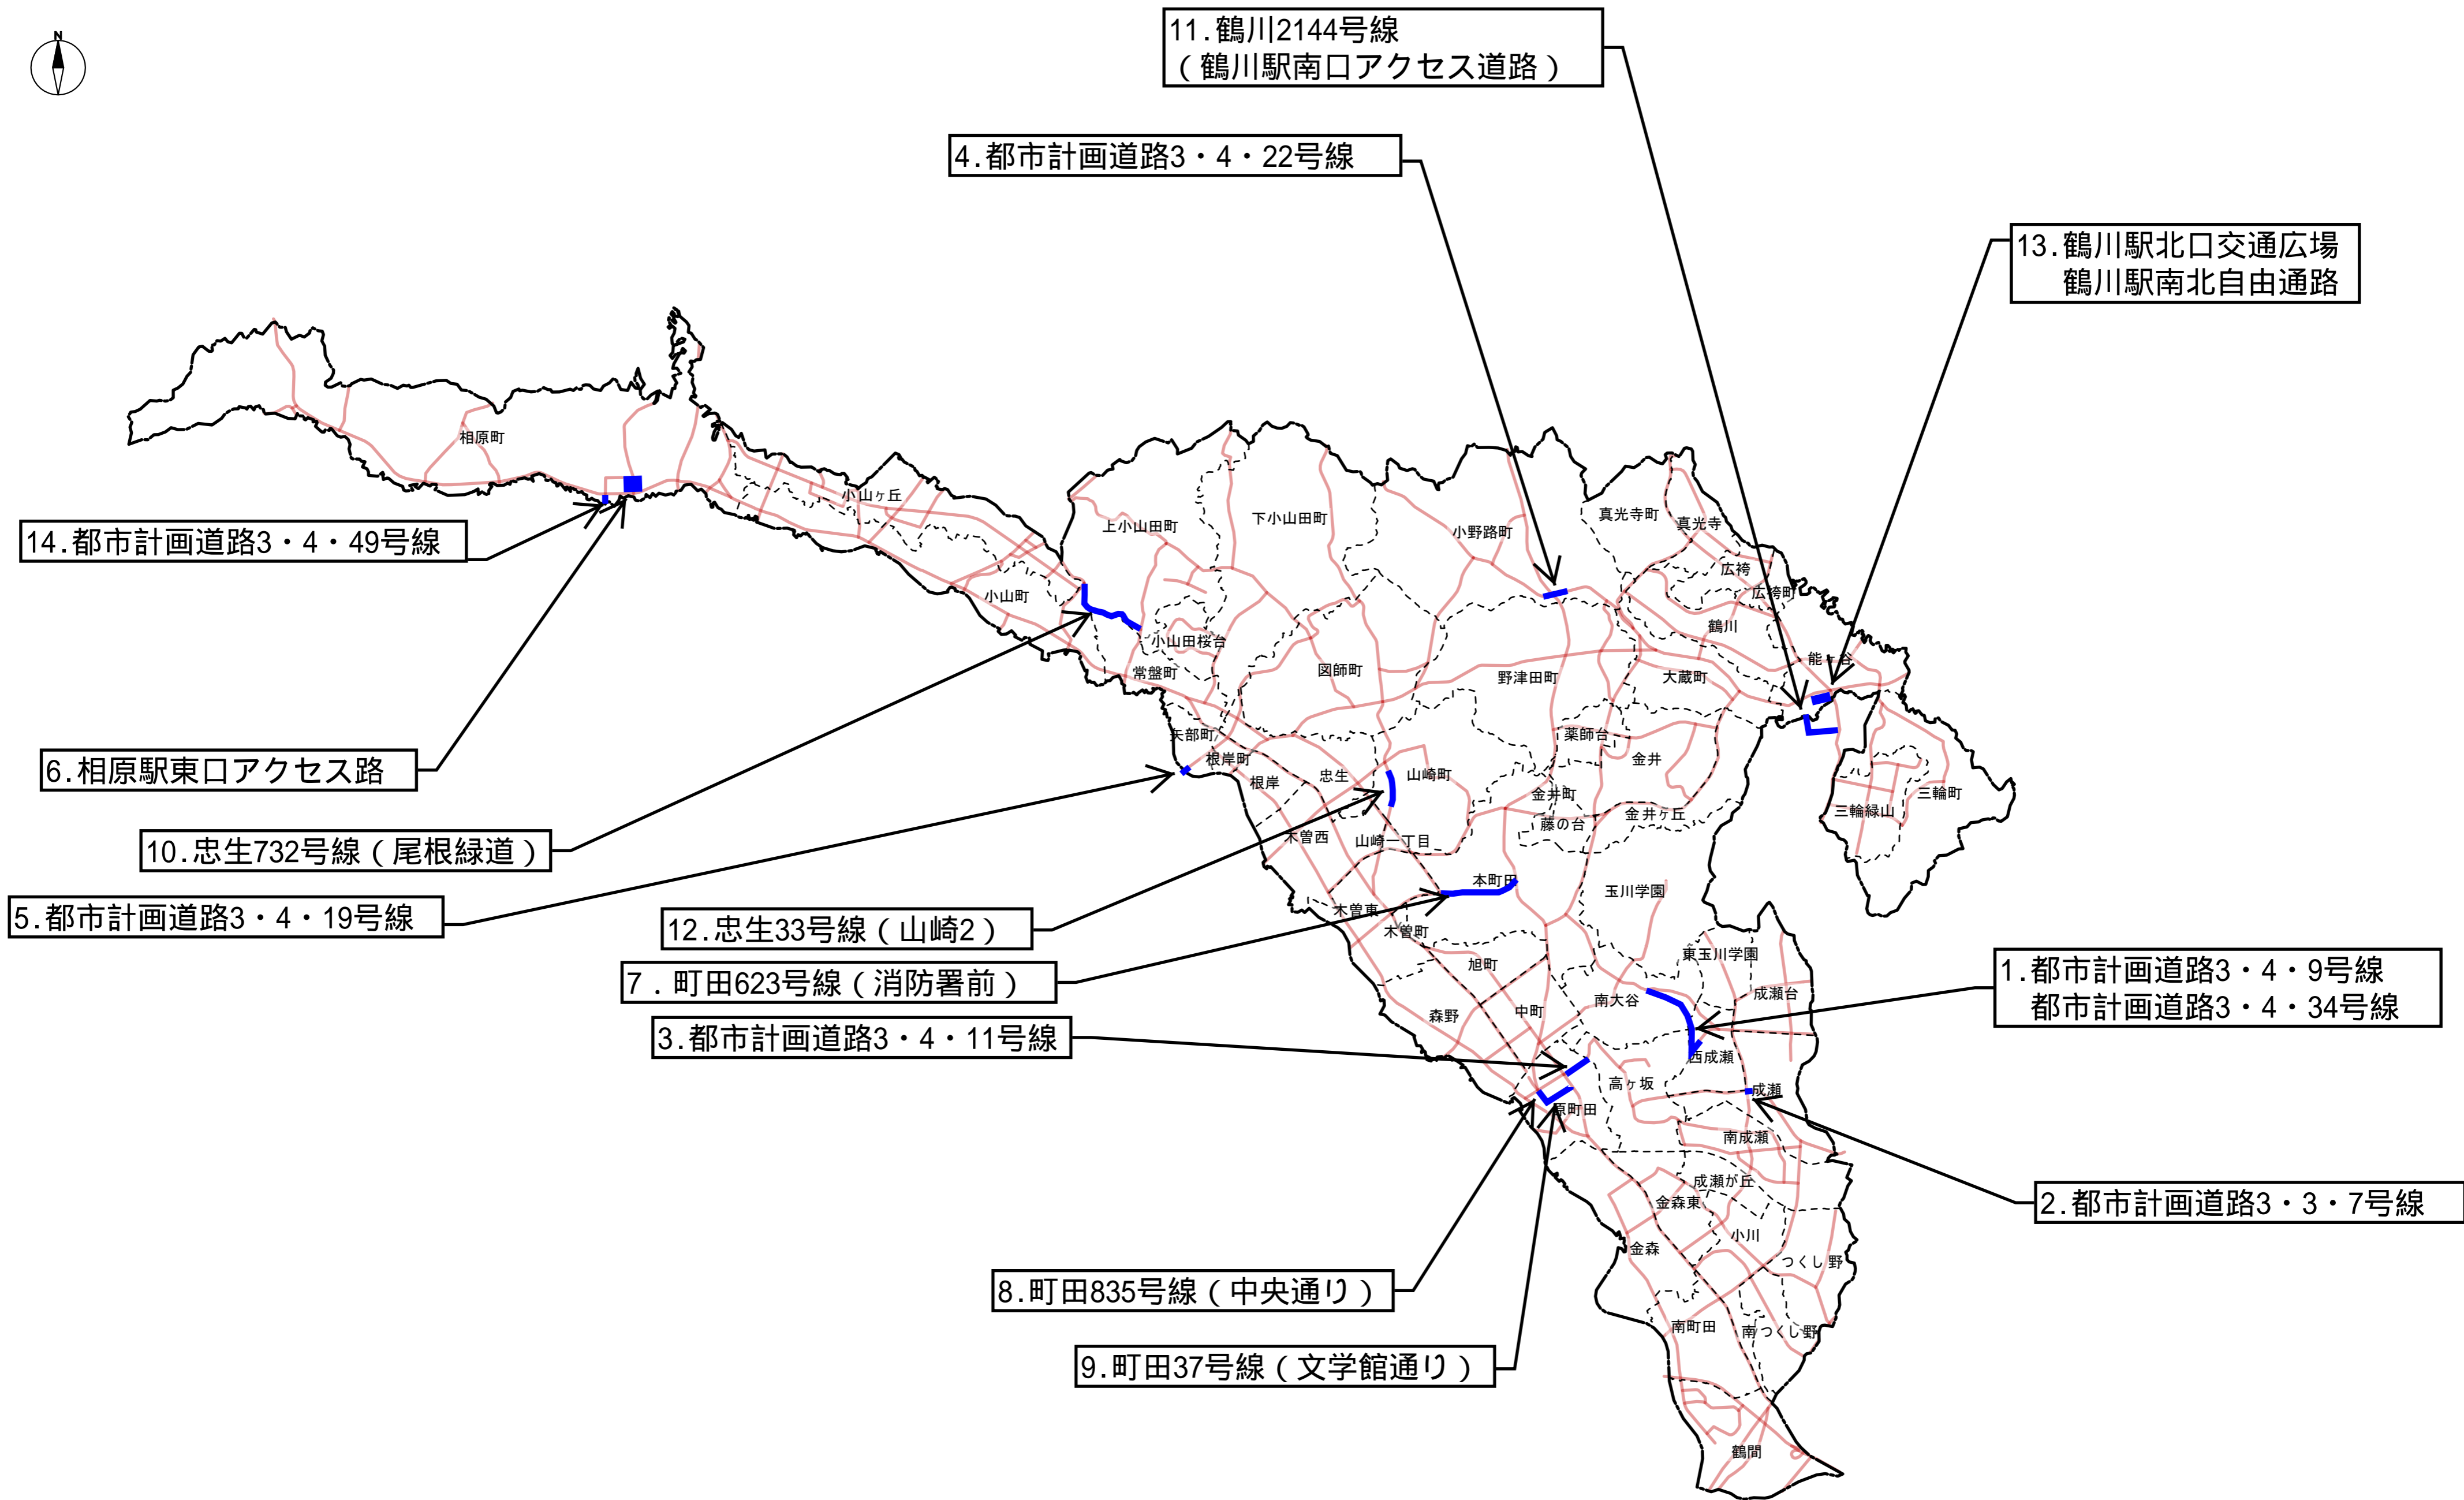 N
11.鶴川2144号線
(鶴川駅南口アクセス道路)
4.都市計画道路3・4・22号線
13.鶴川駅北口交通広場
鶴川駅南北自由通路
相原町
小山ヶ丘
14.都市計画道路3・4・49号線
上小山田町
下小山田町
小野路町
真光寺町
真光寺
広袴
広袴町
小山町
小山田桜台
鶴川
能ヶ谷
常盤町
図師町
野津田町
大蔵町
6.相原駅東口アクセス路
矢部町
根岸町
根岸
忠生
山崎町
薬師台
金井
金井町
三輪町
三輪緑山
藤の台
金井ヶ丘
10.忠生732号線(尾根緑道)
木曽西
山崎一丁目
本町田
玉川学園
5.都市計画道路3・4・19号線
12.忠生33号線(山崎2)
木曽東
木曽町
旭町
東玉川学園
7.町田623号線(消防署前)
1.都市計画道路3・4・9号線
都市計画道路3・4・34号線
成瀬台
南大谷
中町
森野
3.都市計画道路3・4・11号線
西成瀬
高ヶ坂
成瀬
原町田
南成瀬
成瀬が丘
金森東
2.都市計画道路3・3・7号線
小川
金森
つくし野
8.町田835号線(中央通り)
南町田
南つくし野
9.町田37号線(文学館通り)
鶴間